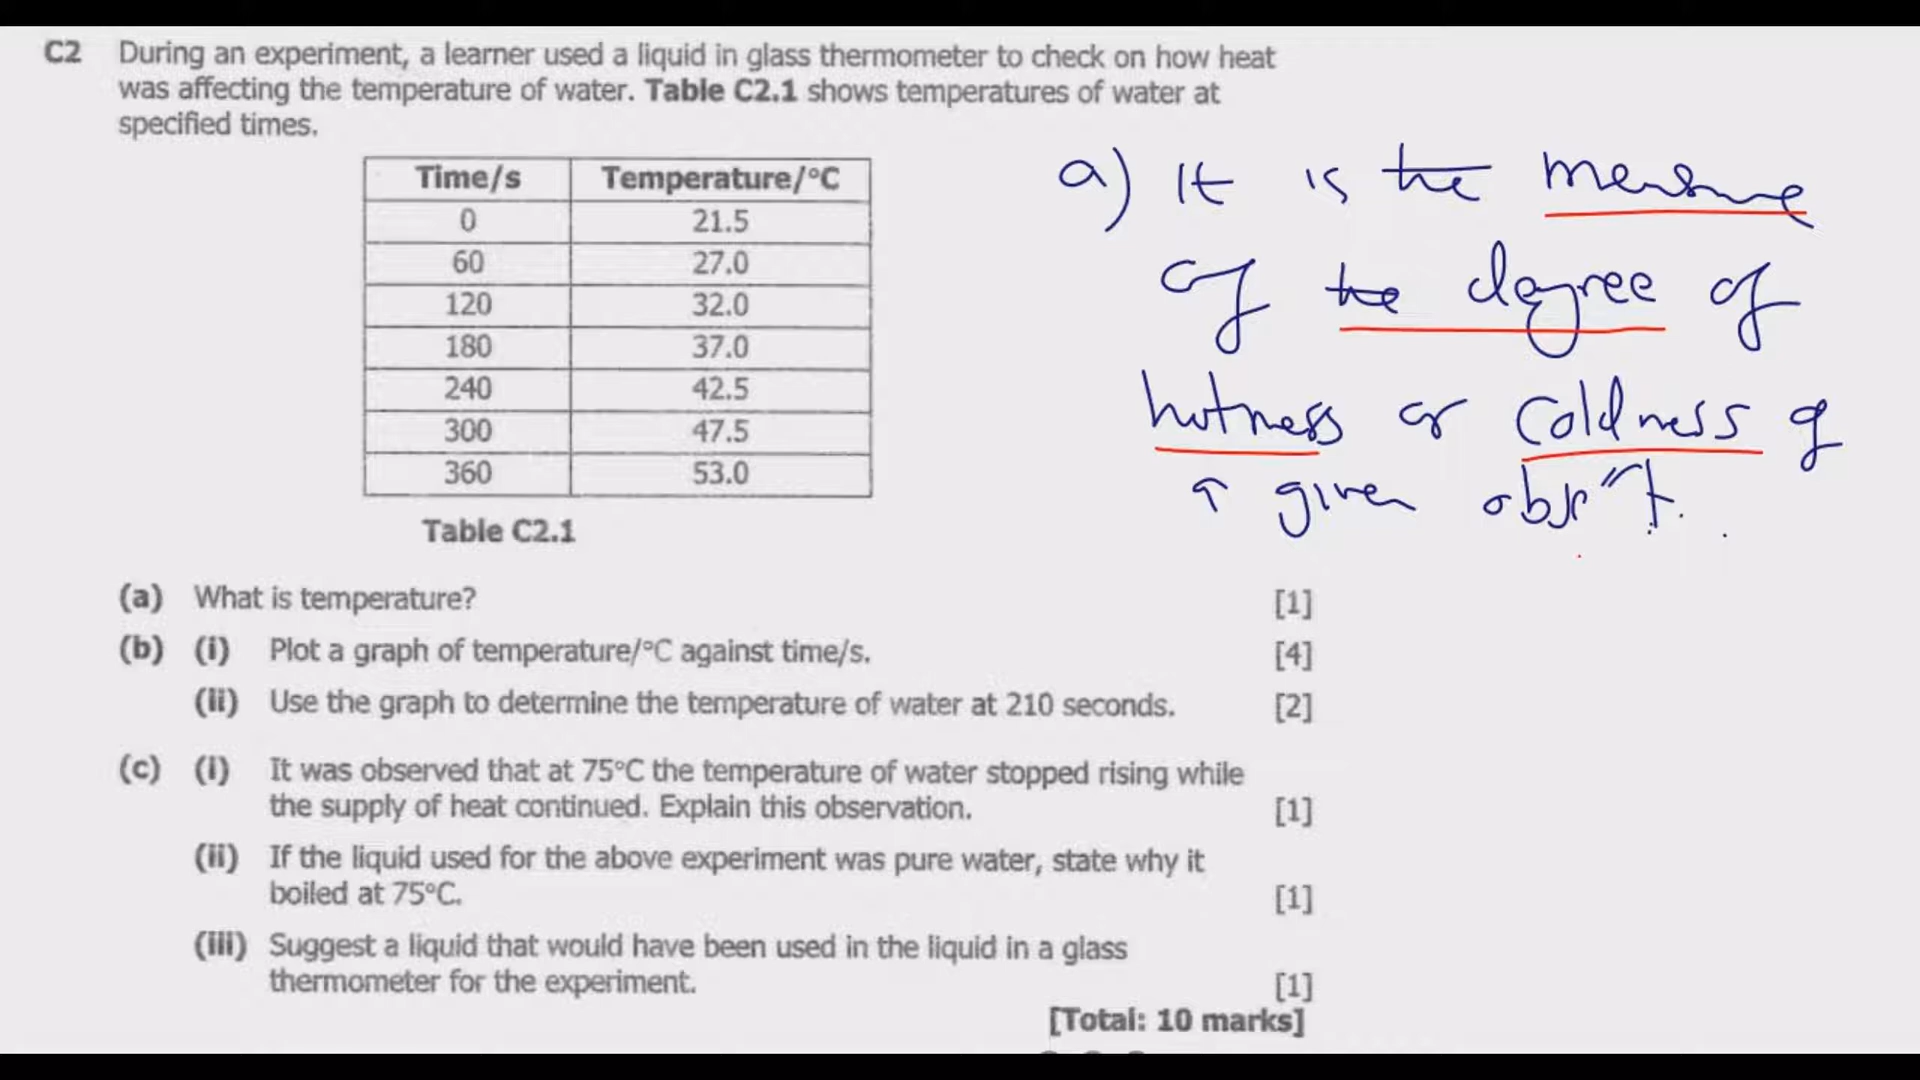 C2 During an experiment, a learner used a liquid in glass thermometer to check on how heat
was affecting the temperature of water. Table C2.1 shows temperatures of water at
specified times.
Time/s Temperature/°C
0 21.5
60 27.0
120 32.0
180 37.0
240 42.5
300 47.5
360 53.0
Table C2.1
a) It is the measure
of the degree of
hotness or coldness of
a given object.
(a) What is temperature? [1]
(b) (i) Plot a graph of temperature/°C against time/s. [4]
(ii) Use the graph to determine the temperature of water at 210 seconds. [2]
(c) (i) It was observed that at 75°C the temperature of water stopped rising while
the supply of heat continued. Explain this observation. [1]
(ii) If the liquid used for the above experiment was pure water, state why it
boiled at 75°C. [1]
(iii) Suggest a liquid that would have been used in the liquid in a glass
thermometer for the experiment. [1]
[Total: 10 marks]